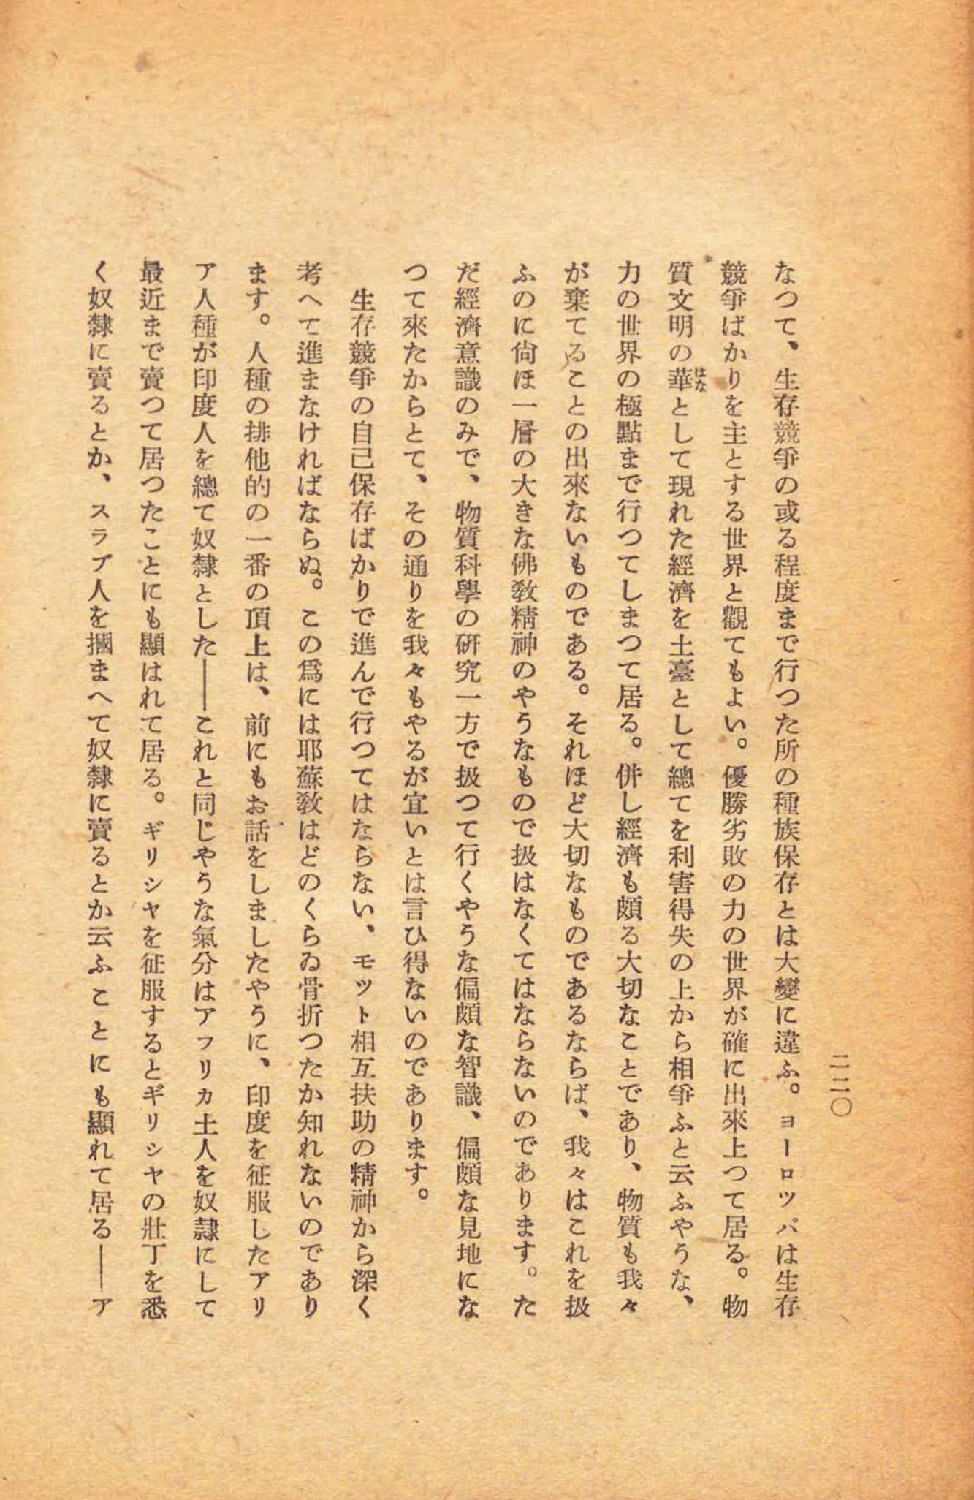 二二〇
なつて、生存競爭の或る程度まで行つた所の種族保存とは大變に違ふ。ヨーロツパは生存
競爭ばかりを主とする世界と觀てもよい。優勝劣敗の力の世界が確に出來上つて居る。物
質文明の華はなとして現れた經濟を土臺として總てを利害得失の上から相爭ふと云ふやうな、
力の世界の極點まで行つてしまつて居る。併し經濟も頗る大切なことであり、物質も我々
が棄てることの出來ないものである。それほど大切なものであるならば、我々はこれを扱
ふのに尙ほ一層の大きな佛敎精神のやうなもので扱はなくてはならないのであります。た
だ經濟意識のみで、物質科學の研究一方で扱つて行くやうな偏頗な智識、偏頗な見地にな
つて來たからとて、その通りを我々もやるが宜いとは言ひ得ないのであります。
生存競爭の自己保存ばかりで進んで行つてはならない、モット相互扶助の精神から深く
考へて進まなければならぬ。この爲には耶蘇敎はどのくらゐ骨折つたか知れないのであり
ます。人種の排他的の一番の頂上は、前にもお話をしましたやうに、印度を征服したアリ
ア人種が印度人を總て奴隸とした――これと同じやうな氣分はアフリカ土人を奴隸にして
最近まで賣つて居つたことにも顯はれて居る。ギリシヤを征服するとギリシヤの壯丁を悉
く奴隸に賣るとか、スラブ人を摑まへて奴隸に賣るとか云ふことにも顯れて居る――ア